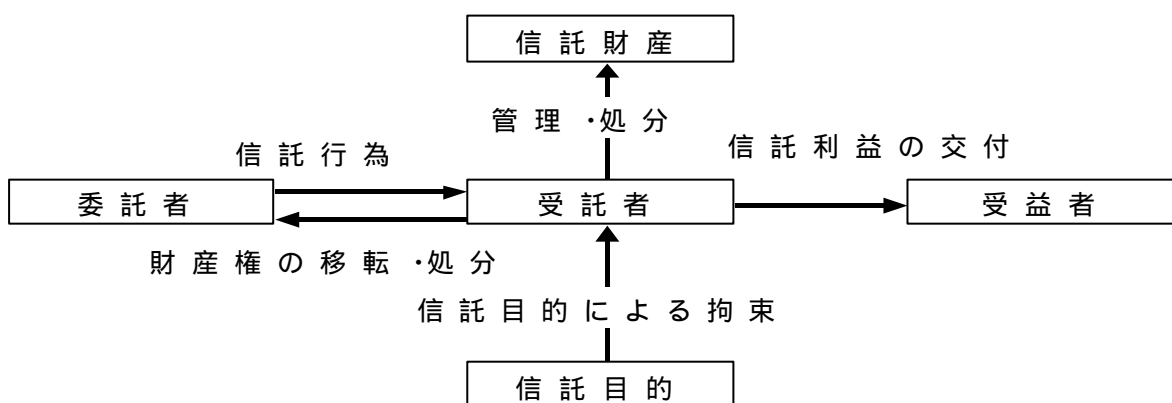 信託財産
管理・処分
信託行為
信託利益の交付
委託者
受託者
受益者
財産権の移転・処分
信託目的による拘束
信託目的